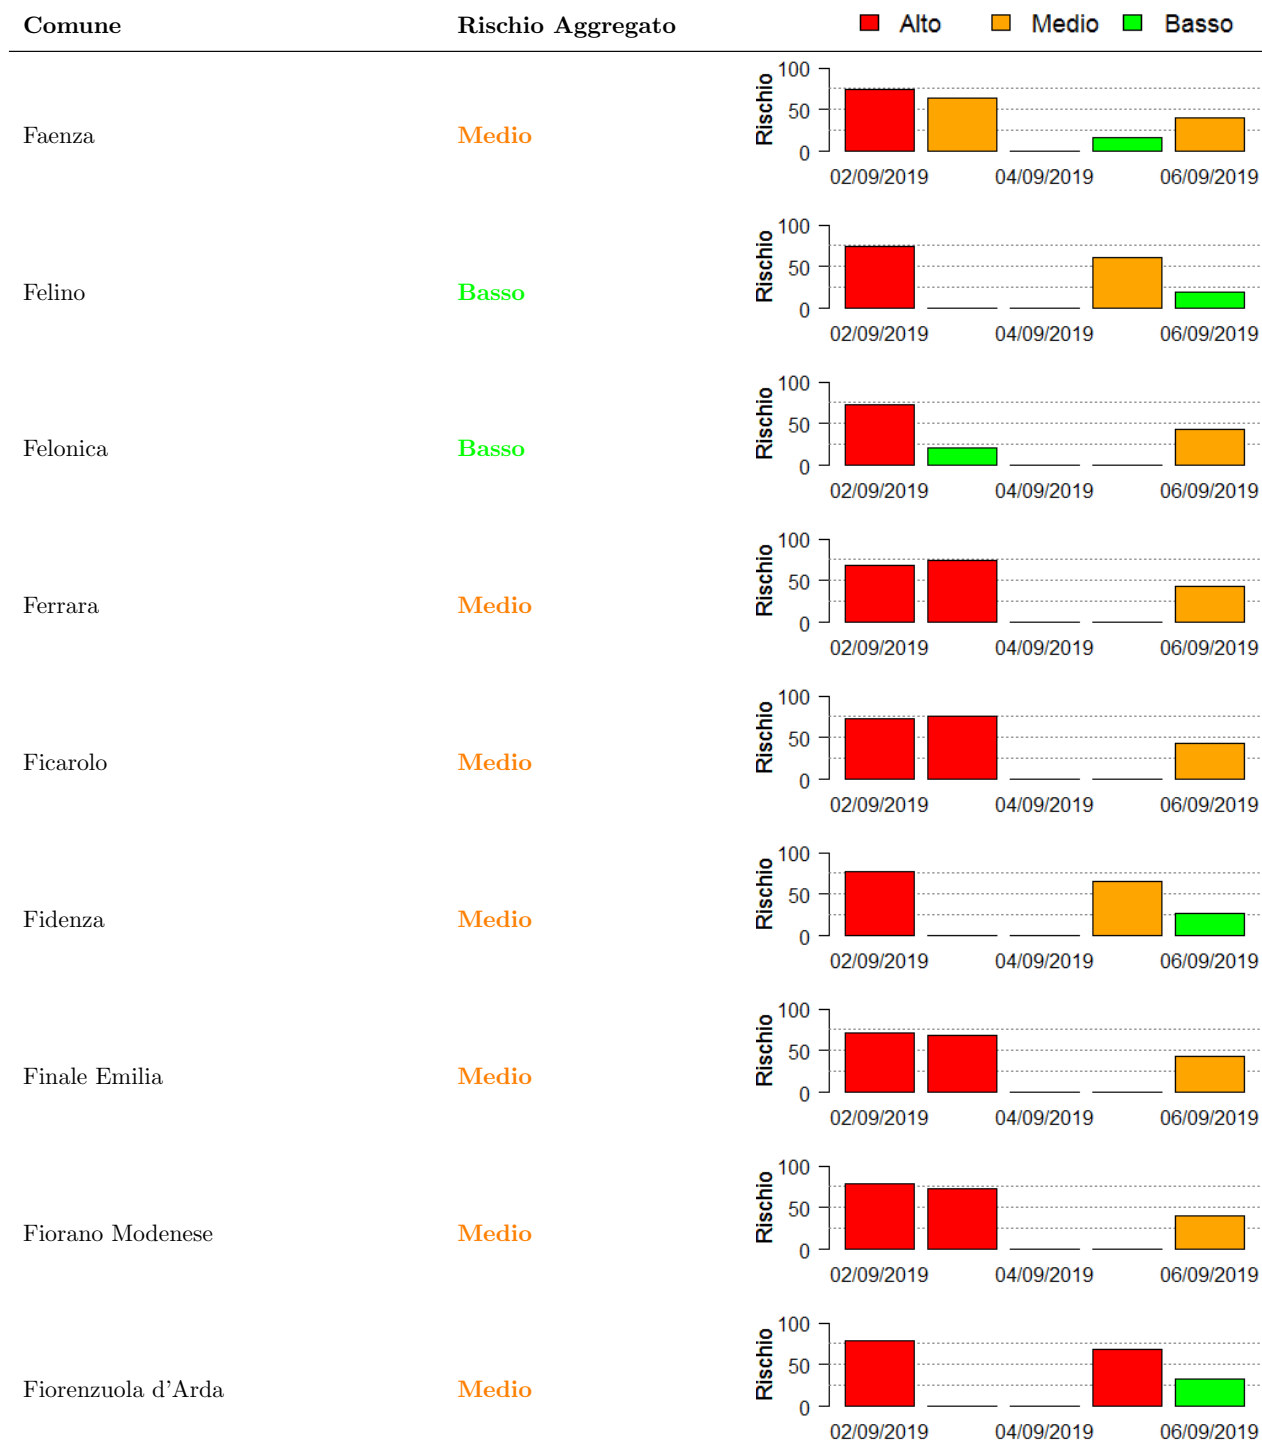 Comune Rischio Aggregato Alto Medio Basso
Faenza Medio
Rischio
100
50
0
02/09/2019 04/09/2019 06/09/2019
Felino Basso
Rischio
100
50
0
02/09/2019 04/09/2019 06/09/2019
Felonica Basso
Rischio
100
50
0
02/09/2019 04/09/2019 06/09/2019
Ferrara Medio
Rischio
100
50
0
02/09/2019 04/09/2019 06/09/2019
Ficarolo Medio
Rischio
100
50
0
02/09/2019 04/09/2019 06/09/2019
Fidenza Medio
Rischio
100
50
0
02/09/2019 04/09/2019 06/09/2019
Finale Emilia Medio
Rischio
100
50
0
02/09/2019 04/09/2019 06/09/2019
Fiorano Modenese Medio
Rischio
100
50
0
02/09/2019 04/09/2019 06/09/2019
Fiorenzuola d'Arda Medio
Rischio
100
50
0
02/09/2019 04/09/2019 06/09/2019